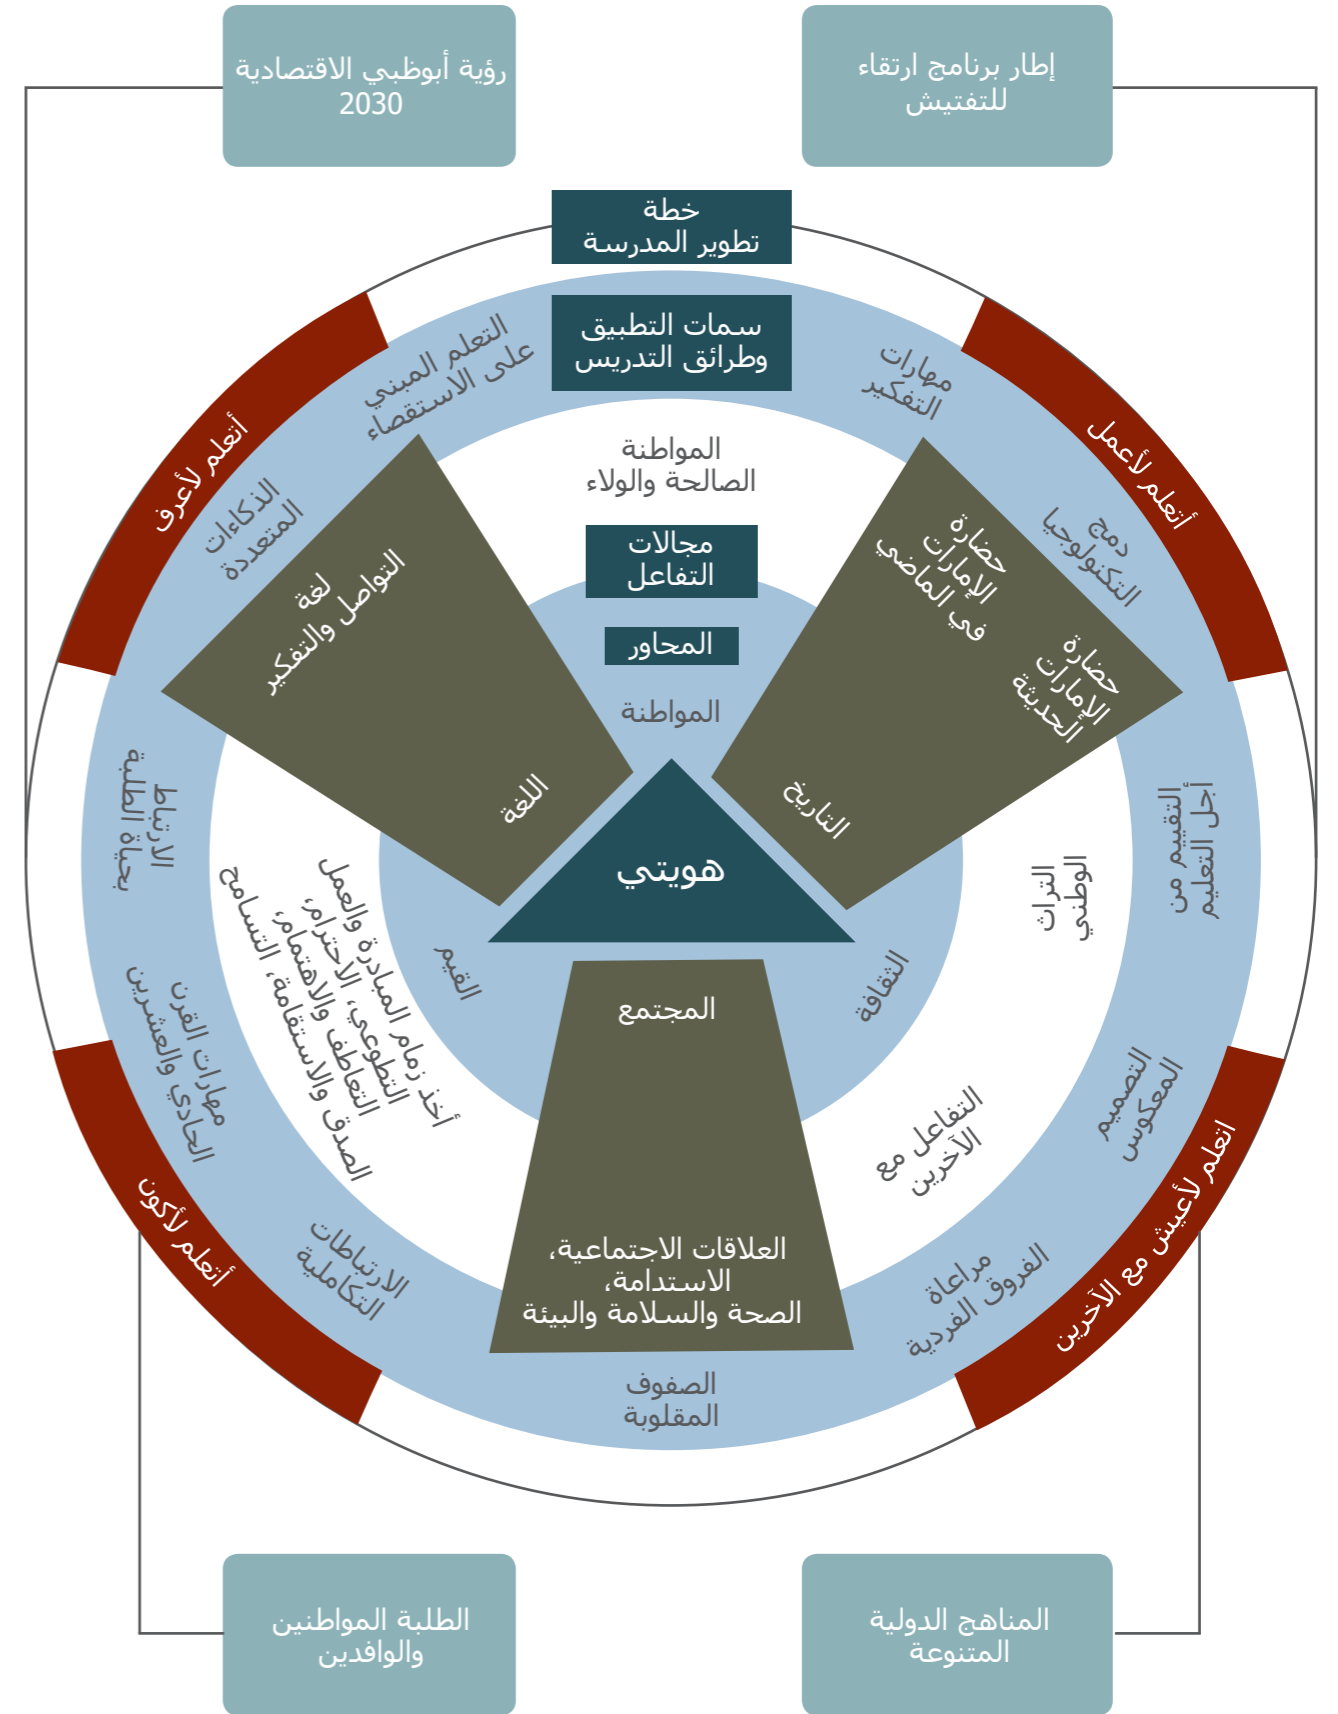 إطار برنامج ارتقاء
للتفتيش
رؤية أبوظبي الاقتصادية
2030
خطة
تطوير المدرسة
سمات التطبيق
وطرائق التدريس
مهارات
التفكير
دمج
التكنولوجيا
التقييم من
أجل التعليم
التصميم
المعكوس
مراعاة
الفروق الفردية
الصفوف
المقلوبة
الارتباطات
التكاملية
مهارات القرن
الحادي والعشرين
الارتباط
بحياة الطلبة
الذكاءات
المتعددة
التعلم المبني
على الاستقصاء
أتعلم لأعمل
اتعلم لأعيش مع الآخرين
أتعلم لأكون
أتعلم لأعرف
المواطنة
الصالحة والولاء
مجالات
التفاعل
المحاور
المواطنة
حضارة
الإمارات
في الماضي
حضارة
الإمارات
الحديثة
التاريخ
التراث
الوطني
الثقافة
التفاعل مع
الآخرين
هويتي
المجتمع
العلاقات الاجتماعية،
الاستدامة،
الصحة والسلامة والبيئة
القيم
أخذ زمام المبادرة والعمل
التطوعي، الاحترام،
التعاطف والاهتمام،
الصدق والاستقامة، التسامح
لغة
التواصل والتفكير
اللغة
المناهج الدولية
المتنوعة
الطلبة المواطنين
والوافدين